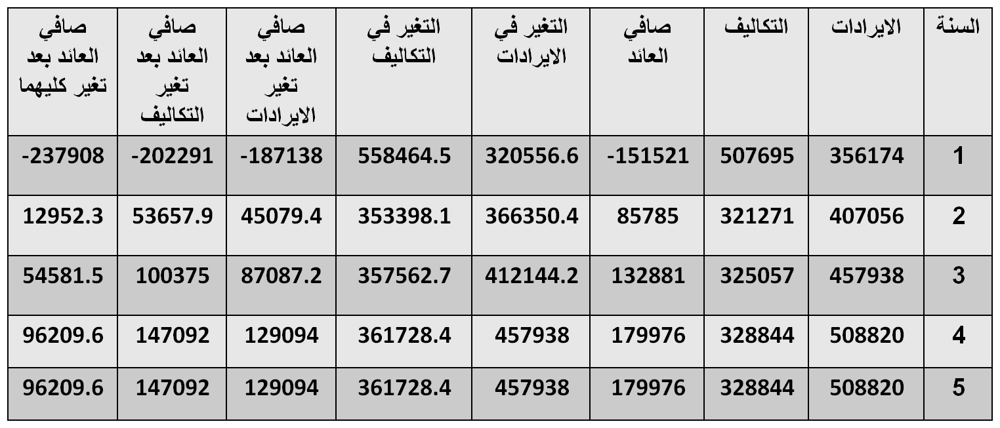 السنة الايرادات التكاليف صافي العائد التغير في الايرادات التغير في التكاليف صافي العائد بعد تغير الايرادات صافي العائد بعد تغير التكاليف صافي العائد بعد تغير كليهما
1 356174 507695 -151521 320556.6 558464.5 -187138 -202291 -237908
2 407056 321271 85785 366350.4 353398.1 45079.4 53657.9 12952.3
3 457938 325057 132881 412144.2 357562.7 87087.2 100375 54581.5
4 508820 328844 179976 457938 361728.4 129094 147092 96209.6
5 508820 328844 179976 457938 361728.4 129094 147092 96209.6